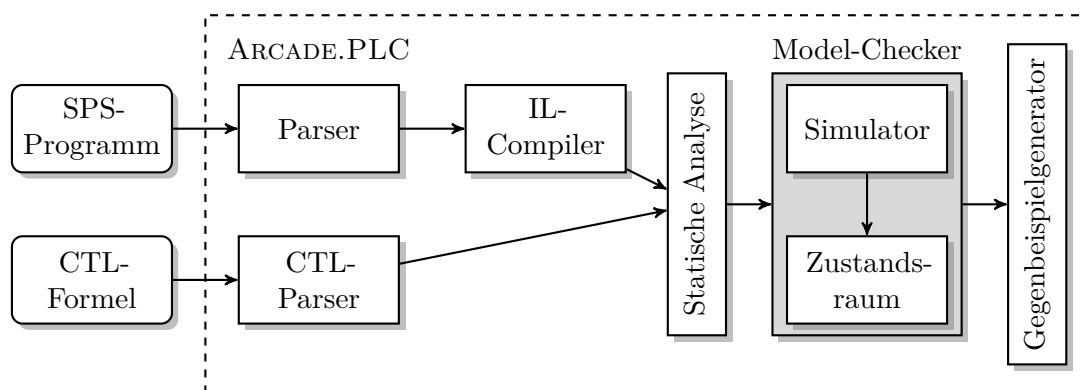 ARCADE.PLC
Model-Checker
SPS-
Programm
Parser
IL-
Compiler
Statische Analyse
Simulator
Gegenbeispielgenerator
CTL-
Formel
CTL-
Parser
Zustands-
raum